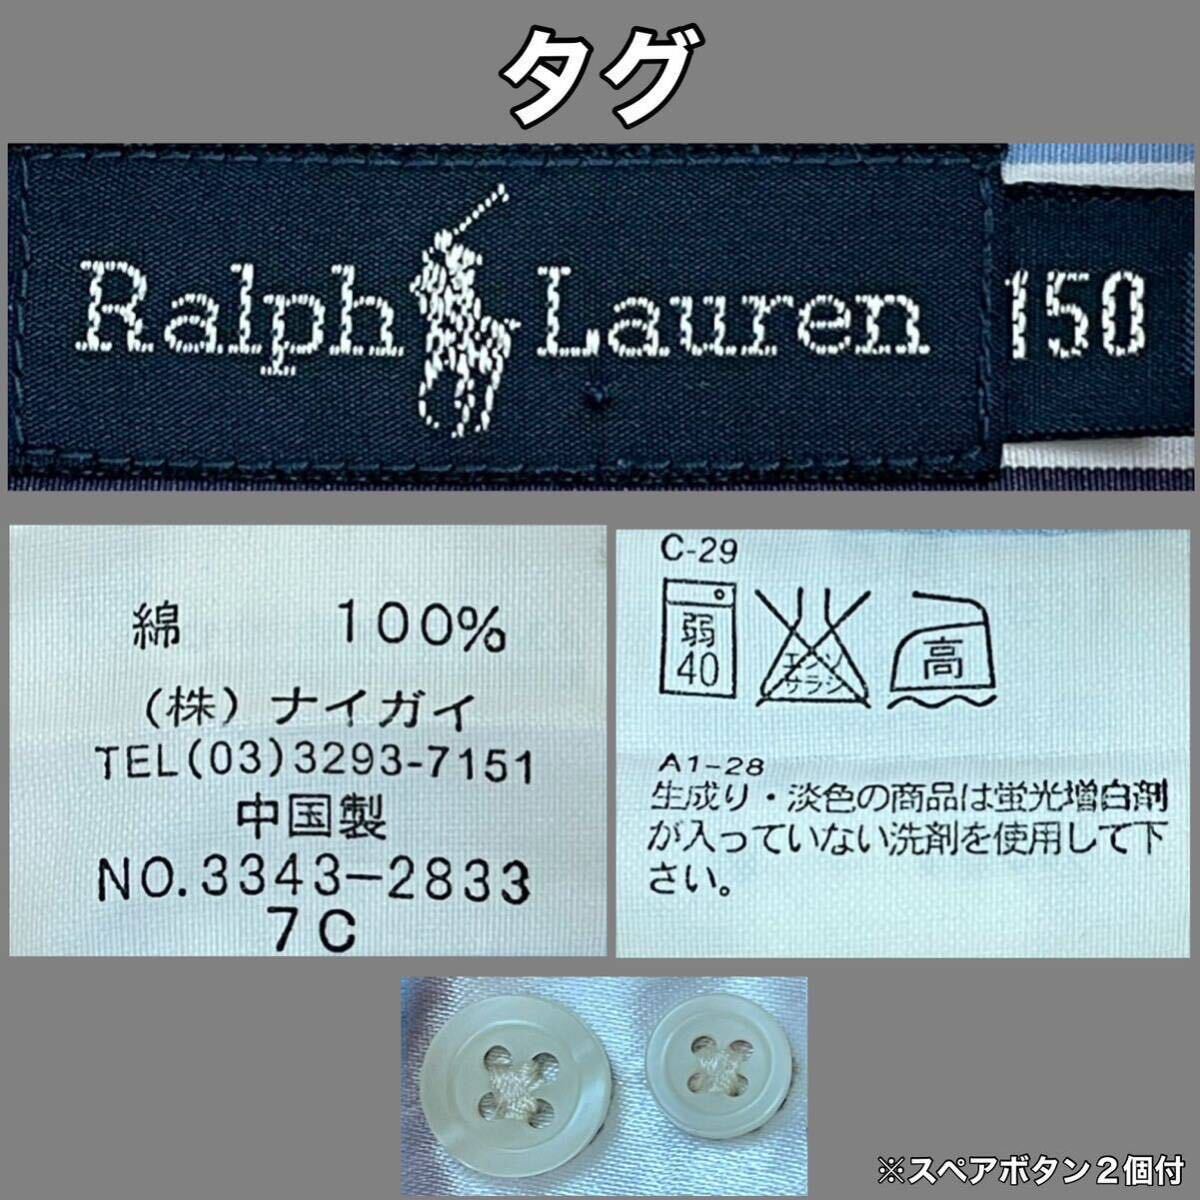 タグ
Ralph Lauren 150
綿 100%
(株) ナイガイ
TEL(03)3293-7151
中国製
NO.3343-2833
7C
C-29
弱
40
エンソ
サラシ
高
A1-28
生成り・淡色の商品は蛍光増白剤
が入っていない洗剤を使用して下
さい。
※スペアボタン2個付